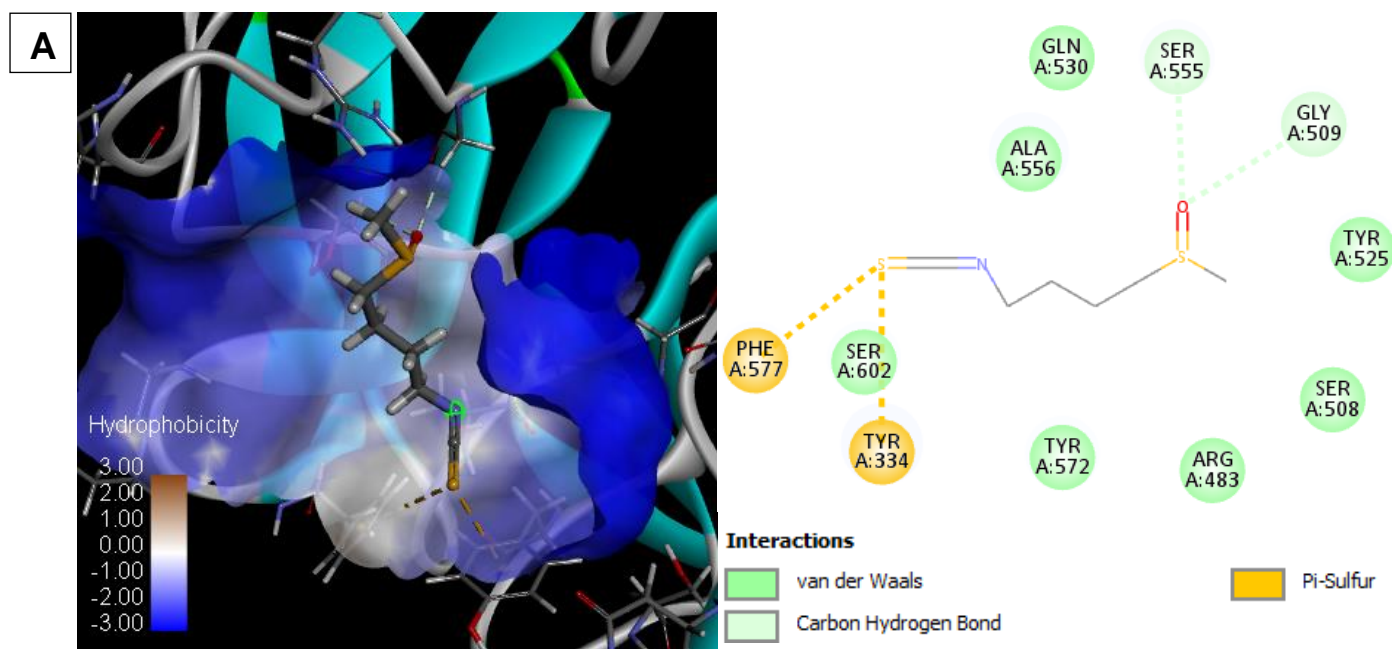 A
Hydrophobicity
3.00
2.00
1.00
0.00
-1.00
-2.00
-3.00
GLN
A:530
SER
A:555
GLY
A:509
ALA
A:556
O
TYR
A:525
S
N
S
PHE
A:577
SER
A:602
SER
A:508
TYR
A:334
TYR
A:572
ARG
A:483
Interactions
van der Waals
Carbon Hydrogen Bond
Pi-Sulfur